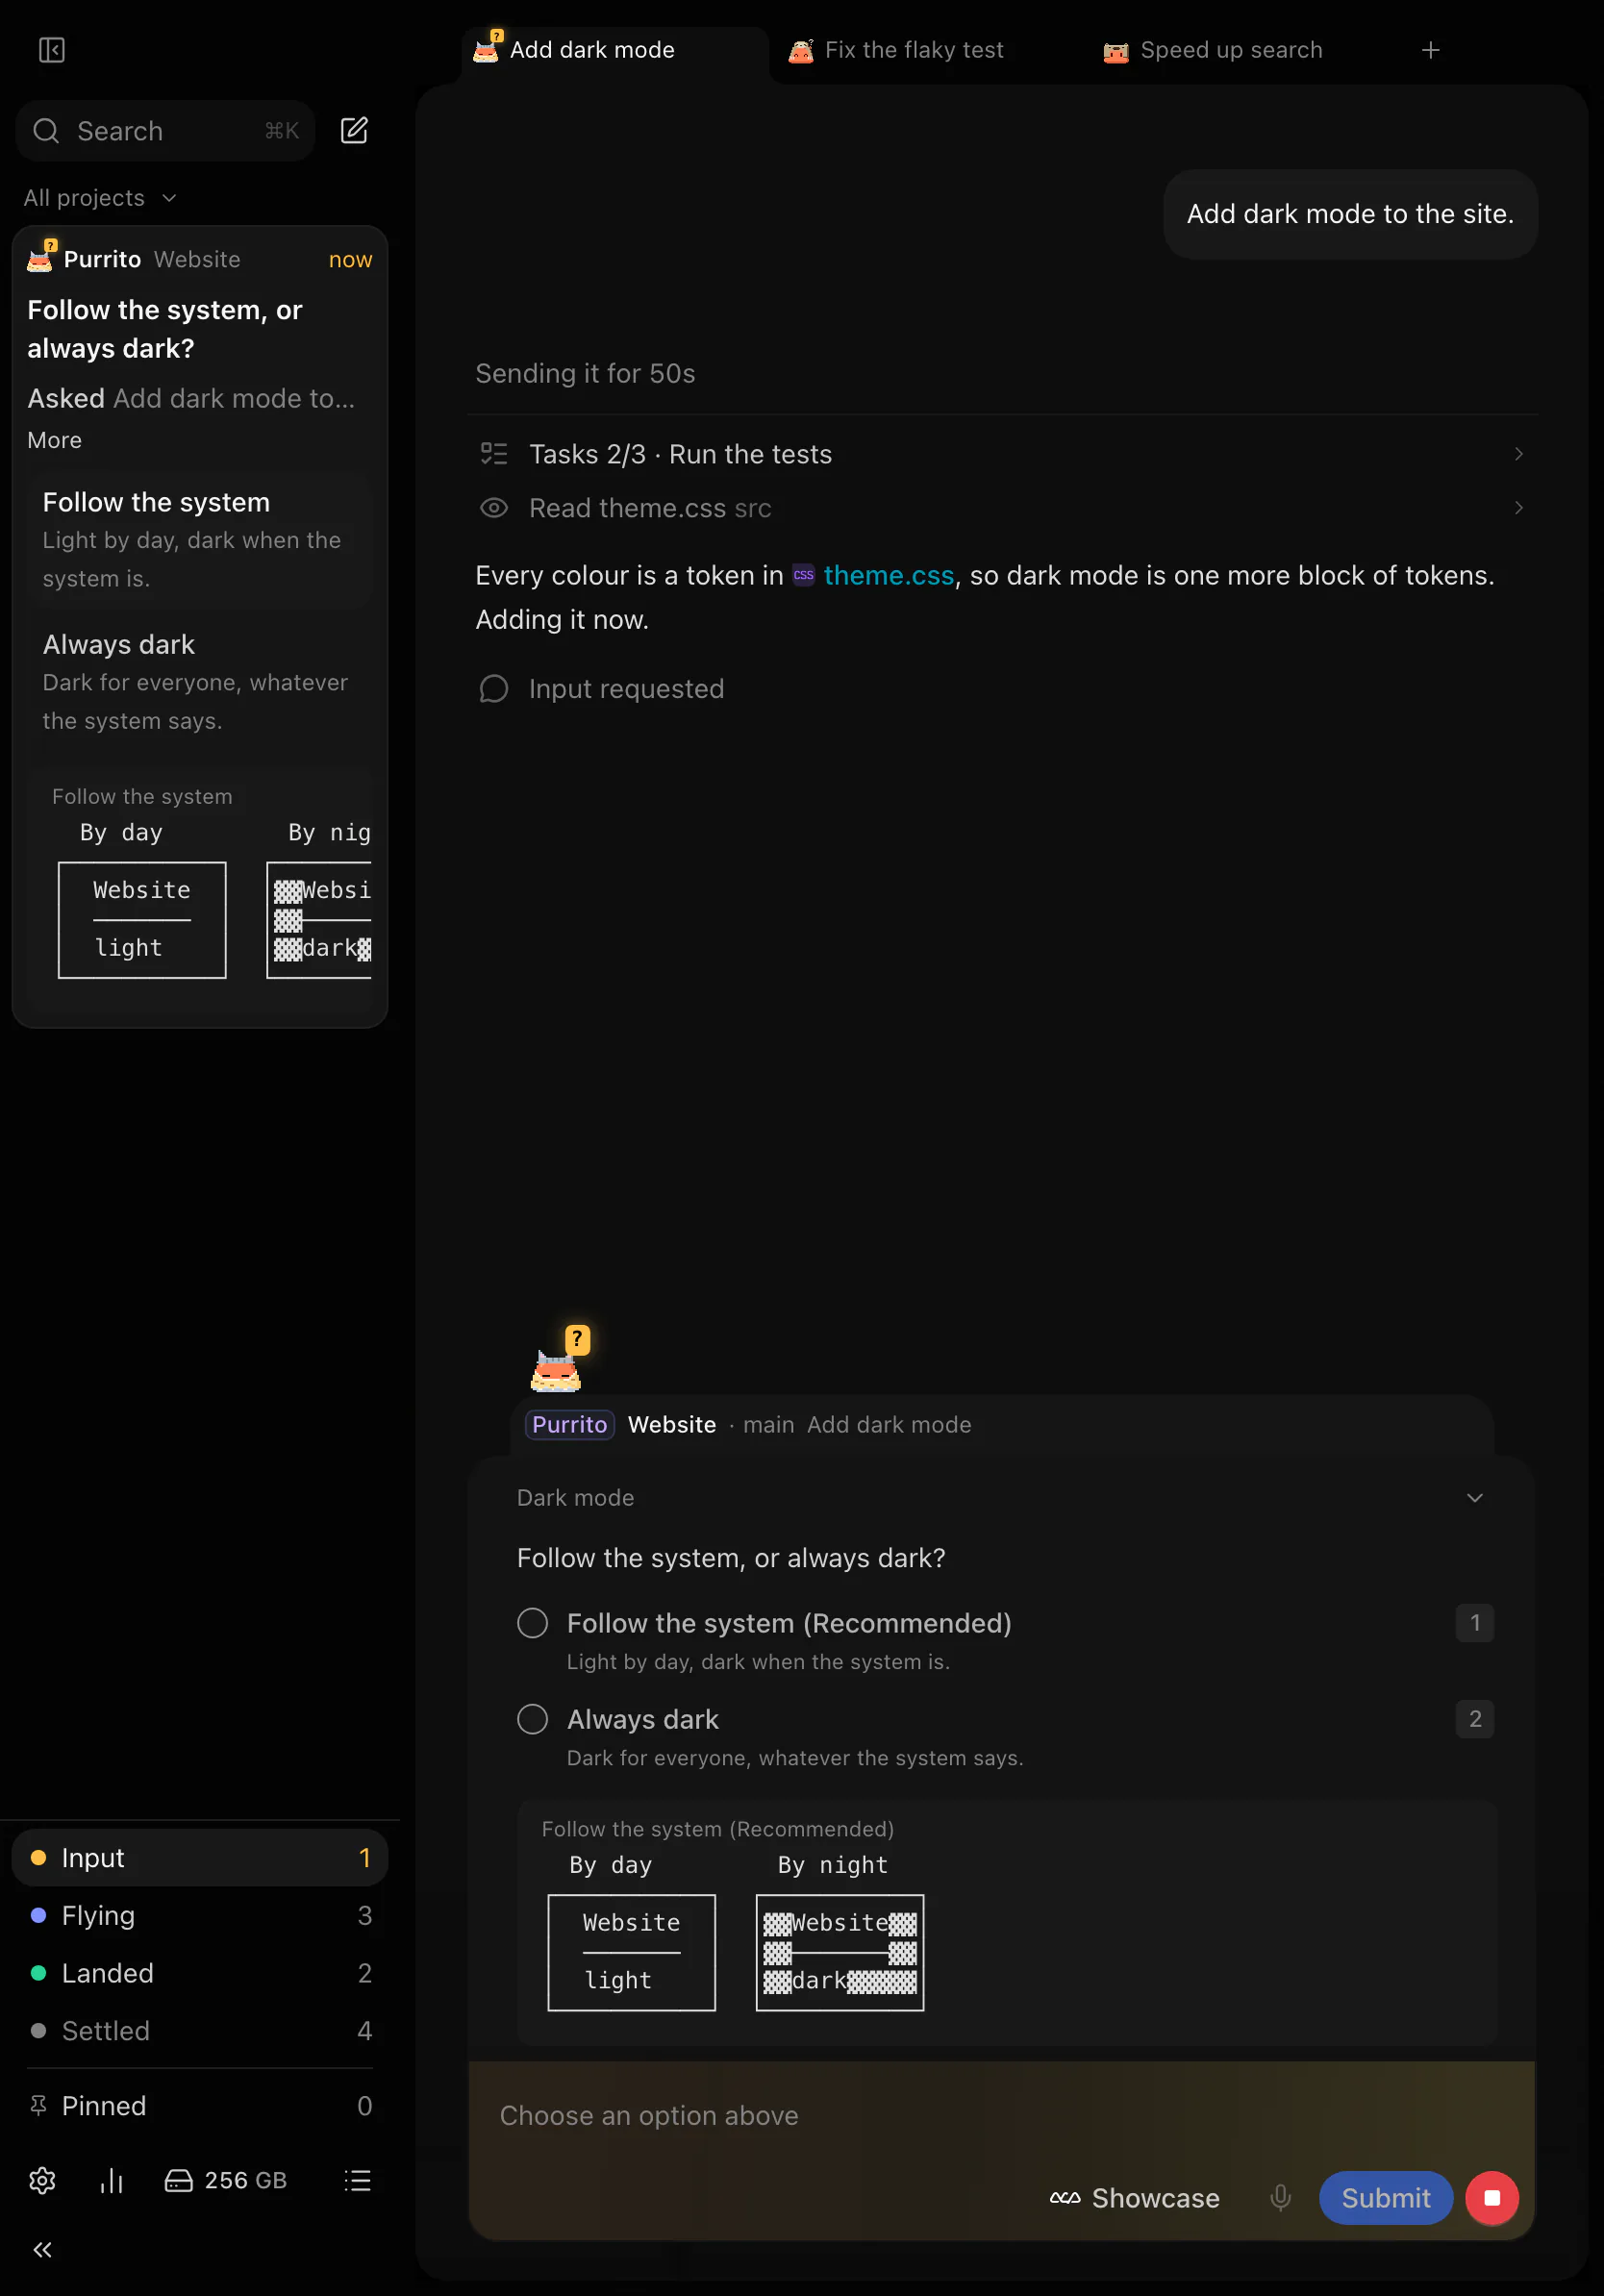 Add dark mode
Fix the flaky test
Speed up search
Search ⌘K
All projects
Purrito Website now
Follow the system, or
always dark?
Asked Add dark mode to...
More
Follow the system
Light by day, dark when the
system is.
Always dark
Dark for everyone, whatever
the system says.
Follow the system
By day By nig
Website Websi
light dark
Input 1
Flying 3
Landed 2
Settled 4
Pinned 0
256 GB
Add dark mode to the site.
Sending it for 50s
Tasks 2/3 · Run the tests
Read theme.css src
Every colour is a token in CSS theme.css, so dark mode is one more block of tokens.
Adding it now.
Input requested
?
Purrito Website · main Add dark mode
Dark mode
Follow the system, or always dark?
Follow the system (Recommended) 1
Light by day, dark when the system is.
Always dark 2
Dark for everyone, whatever the system says.
Follow the system (Recommended)
By day By night
Website Website
light dark
Choose an option above
Showcase Submit